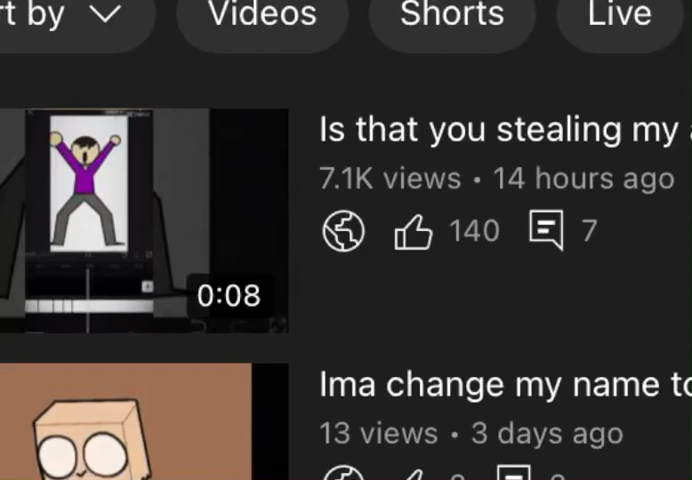 rt by
Videos
Shorts
Live
Is that you stealing my
7.1K views • 14 hours ago
140
7
0:08
Ima change my name to
13 views • 3 days ago